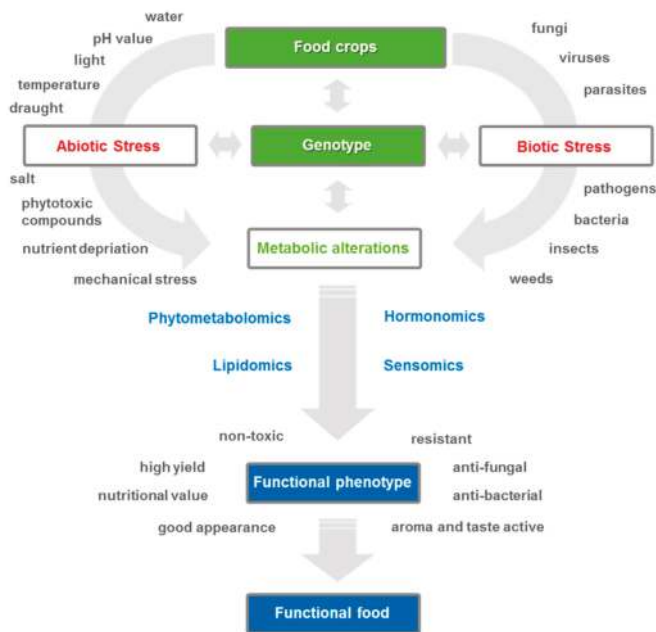 water
pH value
light
temperature
draught
Food crops
fungi
viruses
parasites
Abiotic Stress
Genotype
Biotic Stress
salt
phytotoxic
compounds
nutrient depriation
mechanical stress
Metabolic alterations
pathogens
bacteria
insects
weeds
Phytometabolomics
Hormonomics
Lipidomics
Sensomics
non-toxic
resistant
high yield
anti-fungal
Functional phenotype
nutritional value
anti-bacterial
good appearance
aroma and taste active
Functional food